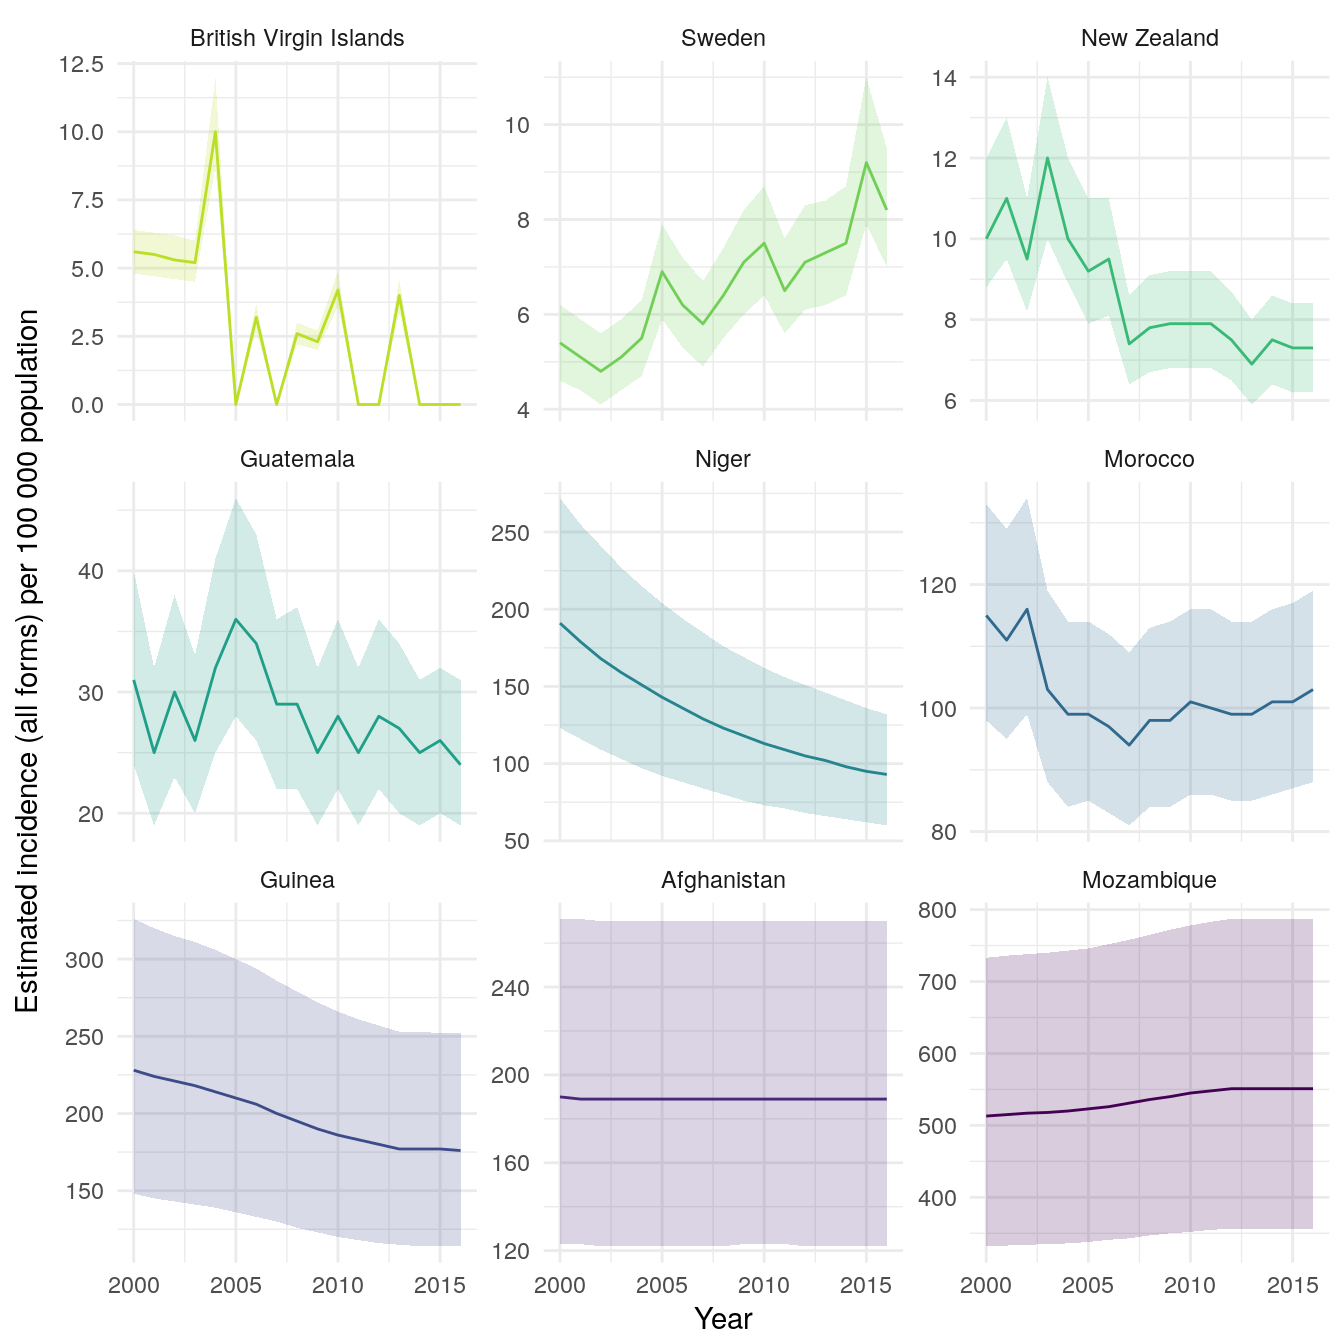 British Virgin Islands
Sweden
New Zealand
12.5
10.0
7.5
5.0
2.5
0.0
10
8
6
4
14
12
10
8
6
Guatemala
Niger
Morocco
40
30
20
250
200
150
100
50
120
100
80
Guinea
Afghanistan
Mozambique
300
250
200
150
240
200
160
120
800
700
600
500
400
2000 2005 2010 2015
2000 2005 2010 2015
2000 2005 2010 2015
Year
Estimated incidence (all forms) per 100 000 population